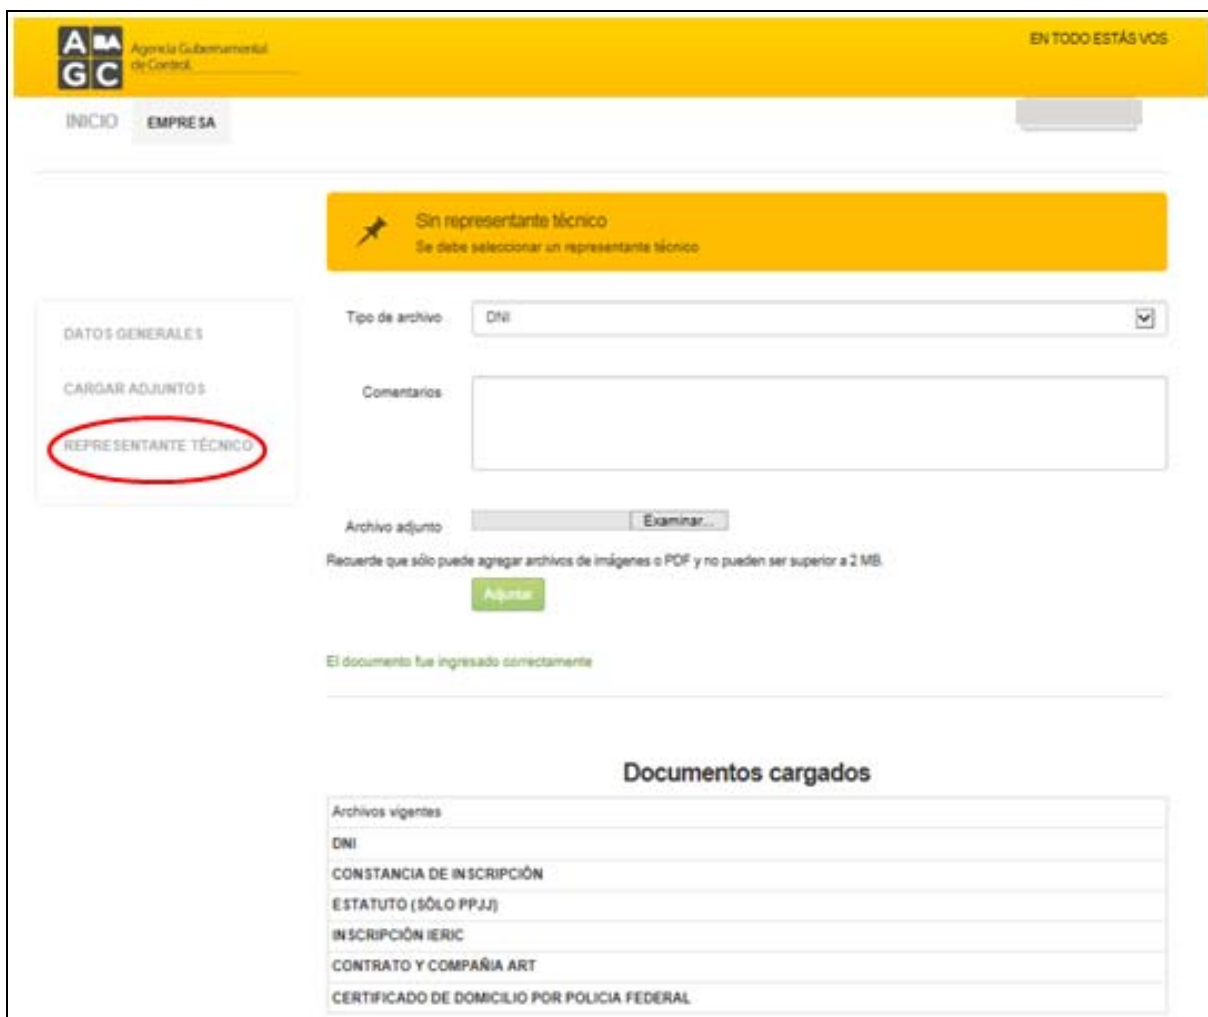 A BA
G C
Agencia Gubernamental
de Control.
EN TODO ESTÁS VOS
INICIO EMPRESA
Sin representante técnico
Se debe seleccionar un representante técnico
DATOS GENERALES
CARGAR ADJUNTOS
REPRESENTANTE TÉCNICO
Tipo de archivo DNI
Comentarios
Archivo adjunto Examinar...
Recuerde que sólo puede agregar archivos de imágenes o PDF y no pueden ser superior a 2 MB.
Adjuntar
El documento fue ingresado correctamente
Documentos cargados
Archivos vigentes
DNI
CONSTANCIA DE INSCRIPCIÓN
ESTATUTO (SÓLO PPJJ)
INSCRIPCIÓN IERIC
CONTRATO Y COMPAÑIA ART
CERTIFICADO DE DOMICILIO POR POLICIA FEDERAL